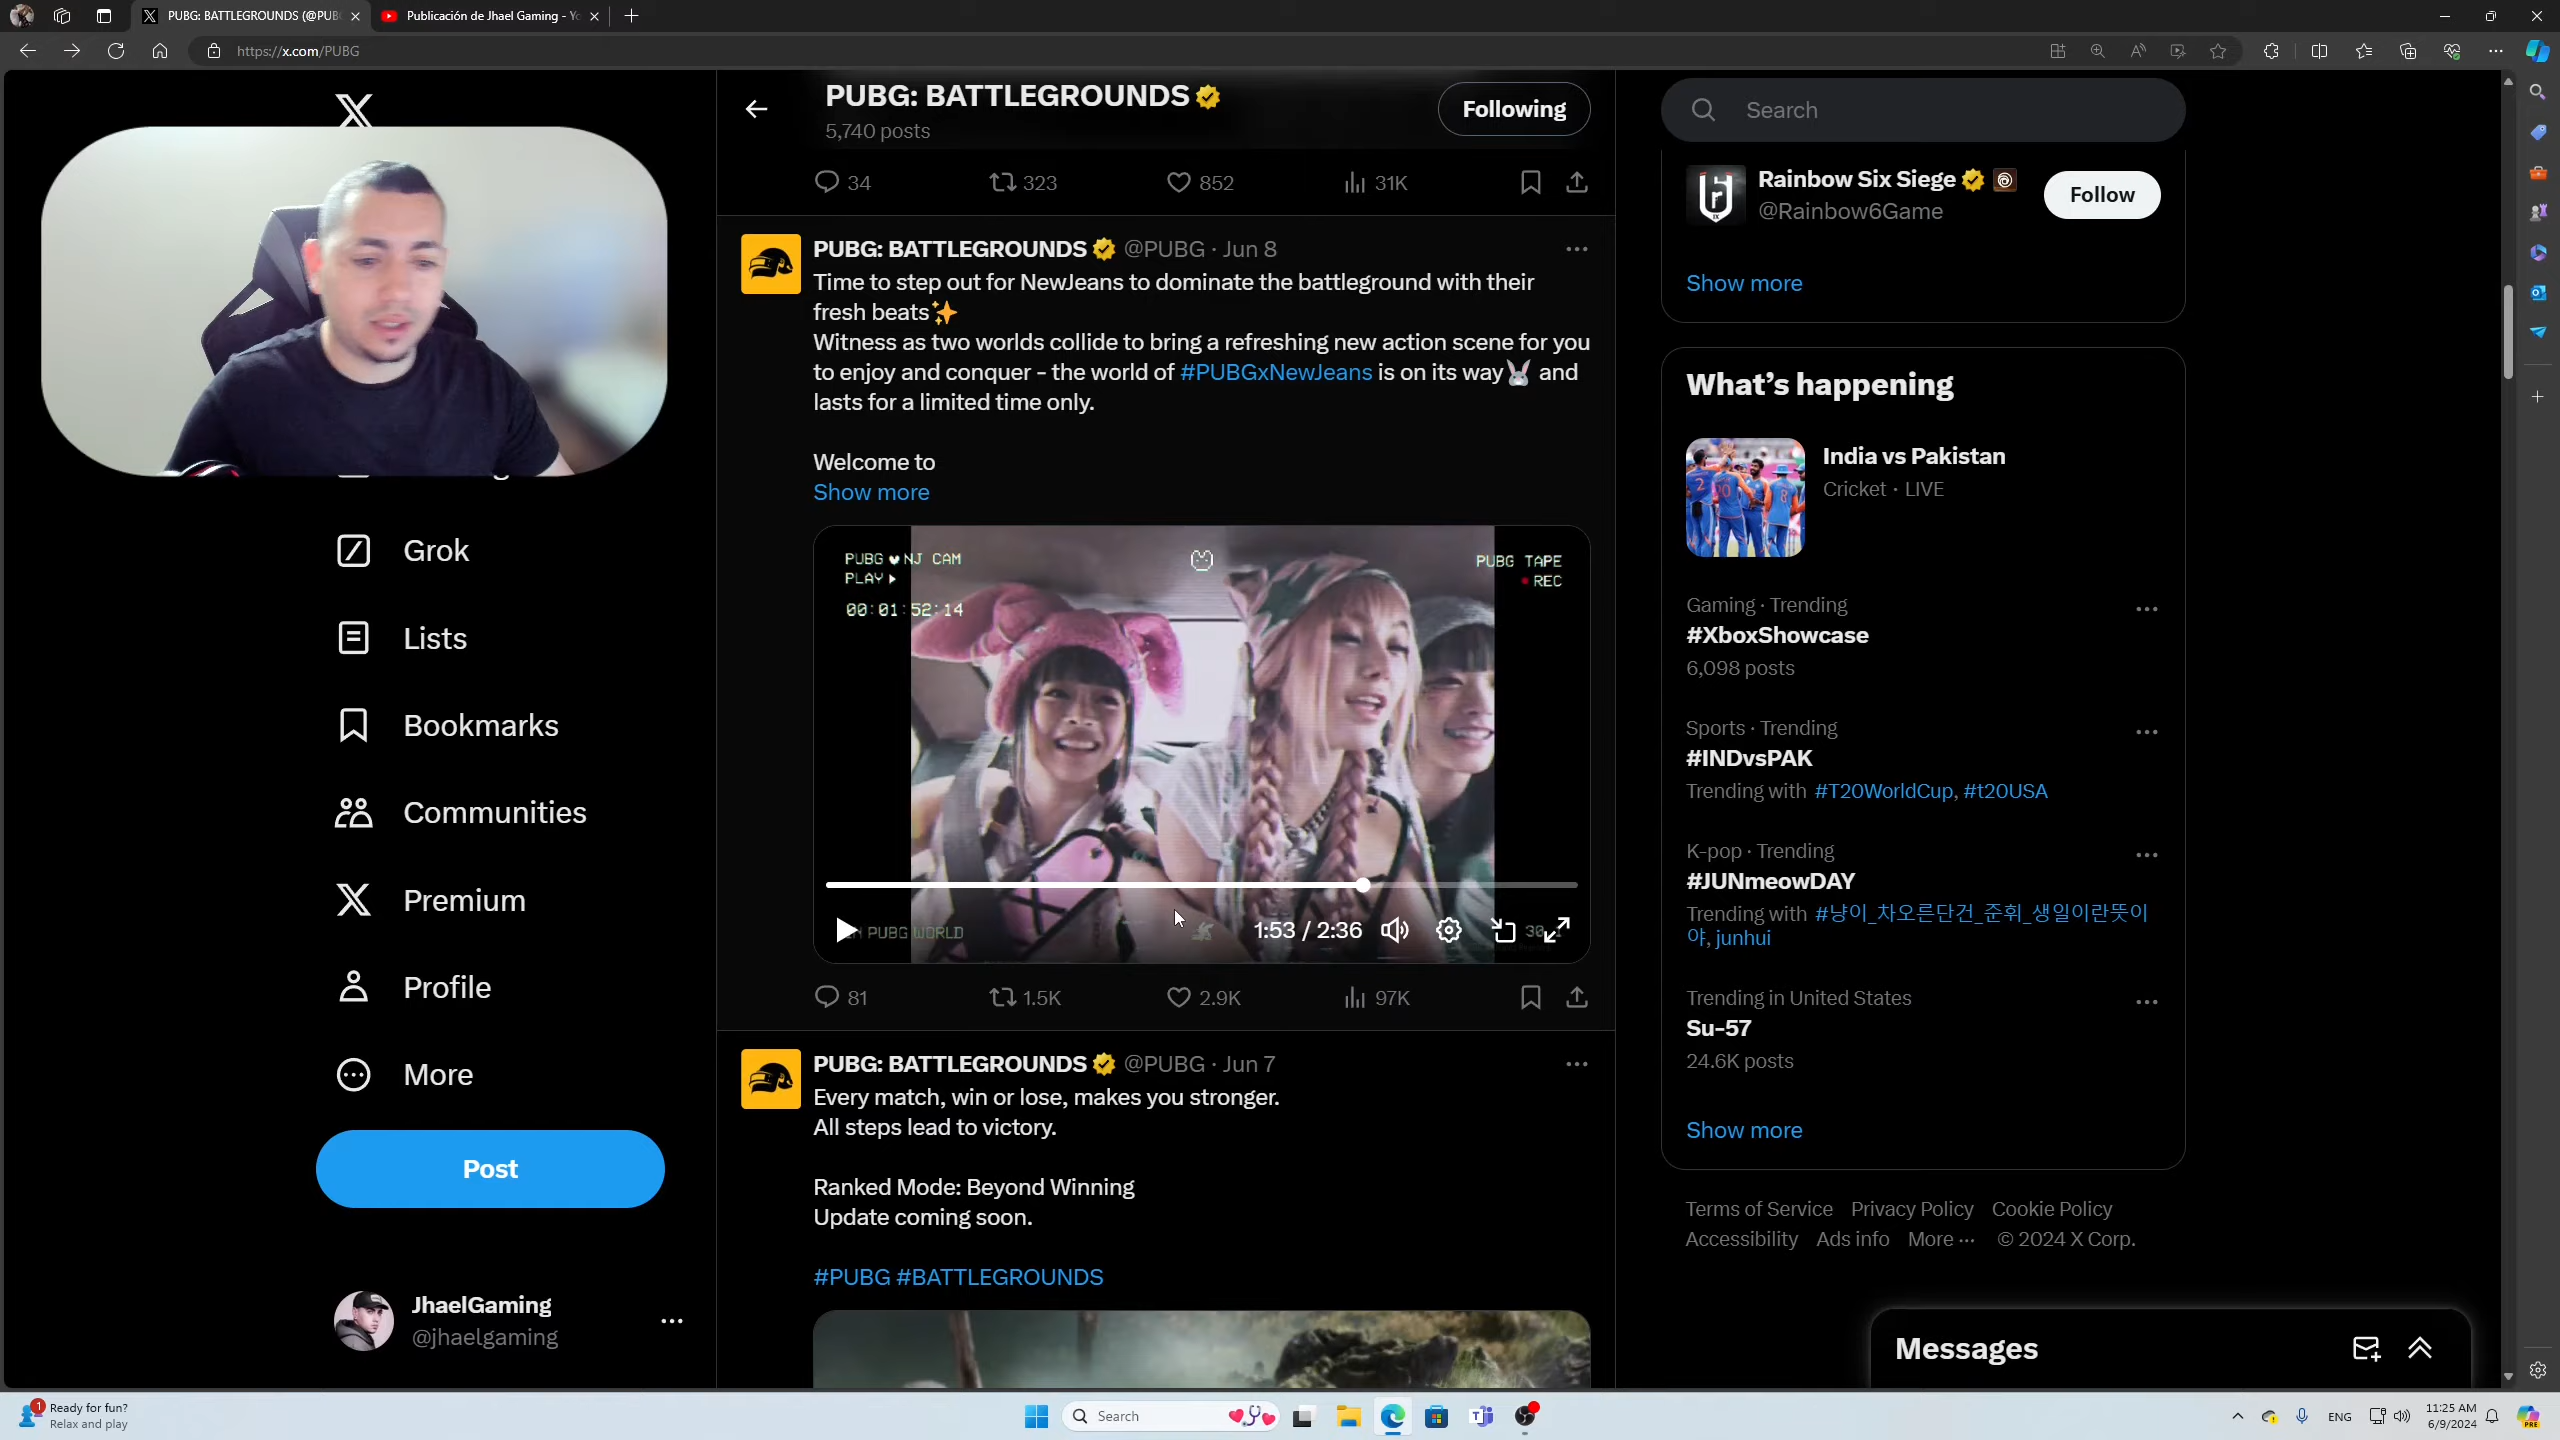 PUBG: BATTLEGROUNDS (@PUBG
Publicación de Jhael Gaming - Yo
https://x.com/PUBG
PUBG: BATTLEGROUNDS
5,740 posts
Following
34
323
852
31K
PUBG: BATTLEGROUNDS @PUBG · Jun 8
Time to step out for NewJeans to dominate the battleground with their
fresh beats✨
Witness as two worlds collide to bring a refreshing new action scene for you
to enjoy and conquer - the world of #PUBGxNewJeans is on its way🐰 and
lasts for a limited time only.
Welcome to
Show more
PUBG ♥ NJ CAM
PLAY ▶
00:01:52:14
PUBG TAPE
REC
IN PUBG WORLD
1:53 / 2:36
81
1.5K
2.9K
97K
PUBG: BATTLEGROUNDS @PUBG · Jun 7
Every match, win or lose, makes you stronger.
All steps lead to victory.
Ranked Mode: Beyond Winning
Update coming soon.
#PUBG #BATTLEGROUNDS
Grok
Lists
Bookmarks
Communities
Premium
Profile
More
Post
JhaelGaming
@jhaelgaming
Search
Rainbow Six Siege
@Rainbow6Game
Follow
Show more
What's happening
India vs Pakistan
Cricket · LIVE
Gaming · Trending
#XboxShowcase
6,098 posts
Sports · Trending
#INDvsPAK
Trending with #T20WorldCup, #t20USA
K-pop · Trending
#JUNmeowDAY
Trending with #냥이_차오른단건_준휘_생일이란뜻이
야, junhui
Trending in United States
Su-57
24.6K posts
Show more
Terms of Service Privacy Policy Cookie Policy
Accessibility Ads info More ··· © 2024 X Corp.
Messages
1
Ready for fun?
Relax and play
Search
ENG
11:25 AM
6/9/2024
PRE